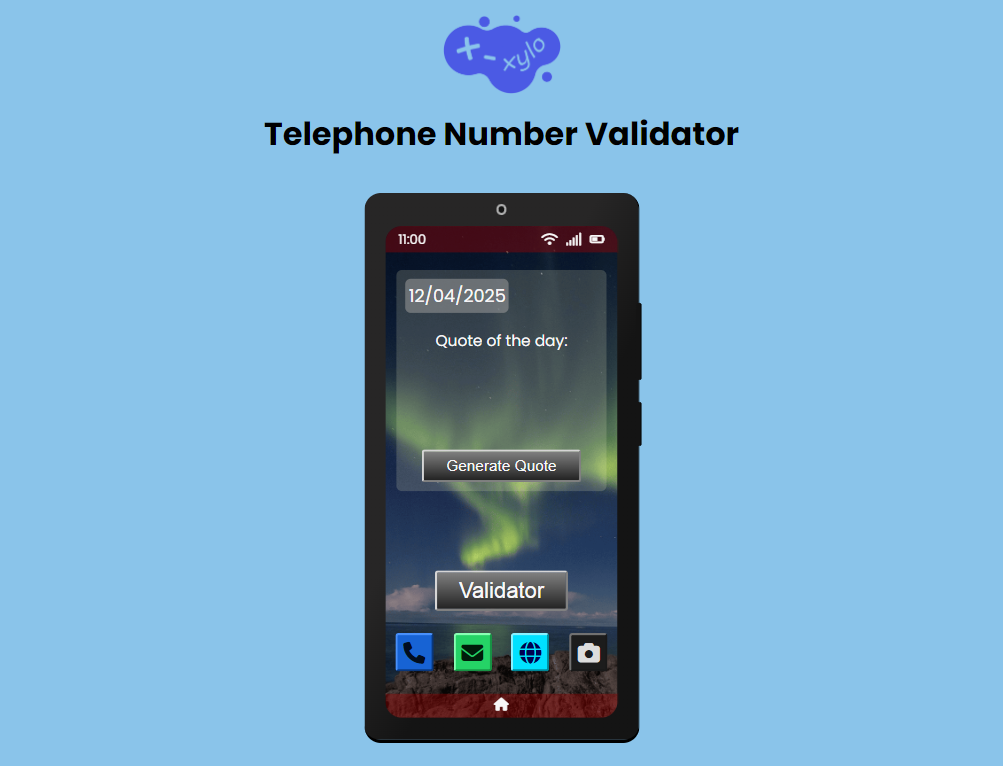 + - xylo
Telephone Number Validator
11:00
12/04/2025
Quote of the day:
Generate Quote
Validator